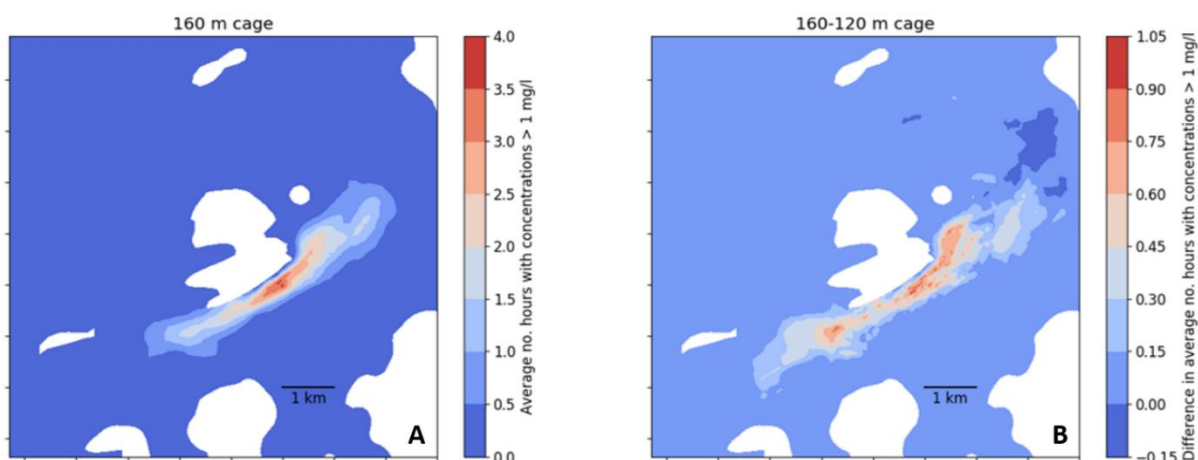 160 m cage
4.0
3.5
3.0
2.5
2.0
1.5
1.0
0.5
0.0
Average no. hours with concentrations > 1 mg/l
1 km
A
160-120 m cage
1.05
0.90
0.75
0.60
0.45
0.30
0.15
0.00
−0.15
Difference in average no. hours with concentrations > 1 mg/l
1 km
B